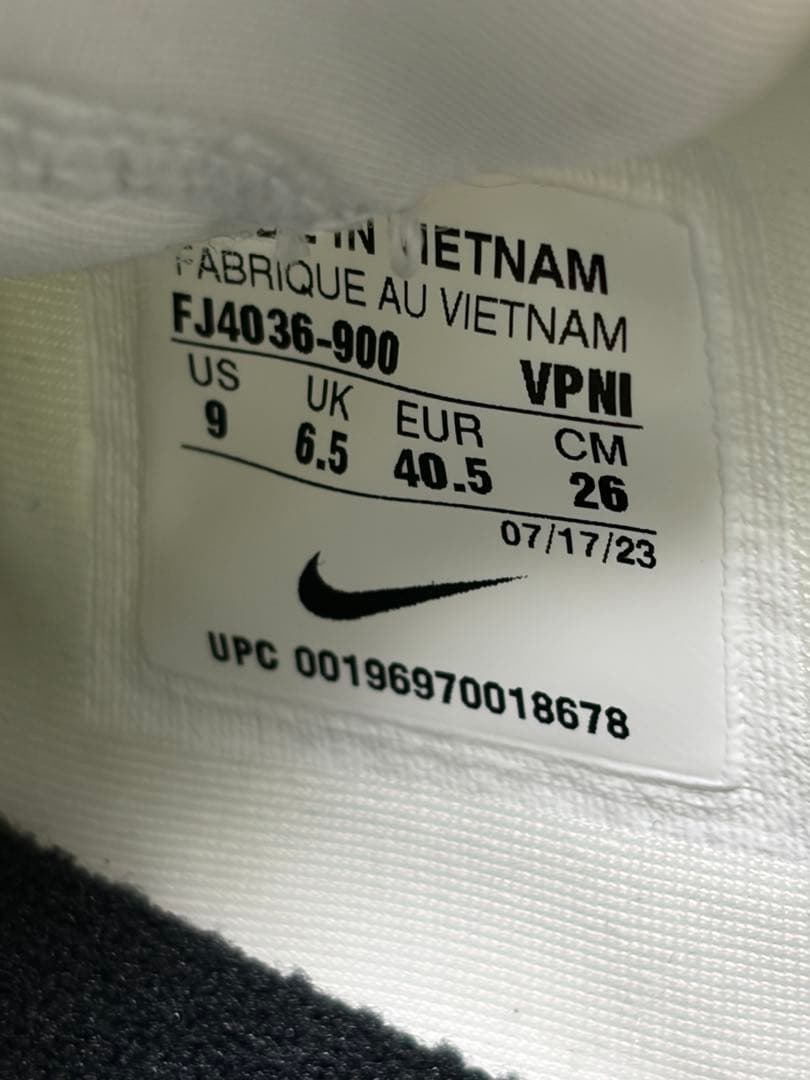 IN VIETNAM
FABRIQUE AU VIETNAM
FJ4036-900 VPNI
US UK EUR CM
9 6.5 40.5 26
07/17/23
UPC 00196970018678